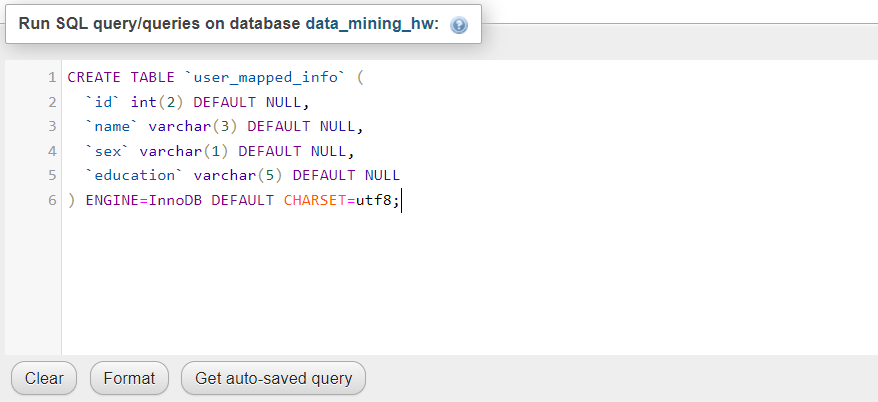 Run SQL query/queries on database data_mining_hw:
1 CREATE TABLE `user_mapped_info` (
2   `id` int(2) DEFAULT NULL,
3   `name` varchar(3) DEFAULT NULL,
4   `sex` varchar(1) DEFAULT NULL,
5   `education` varchar(5) DEFAULT NULL
6 ) ENGINE=InnoDB DEFAULT CHARSET=utf8;
Clear Format Get auto-saved query